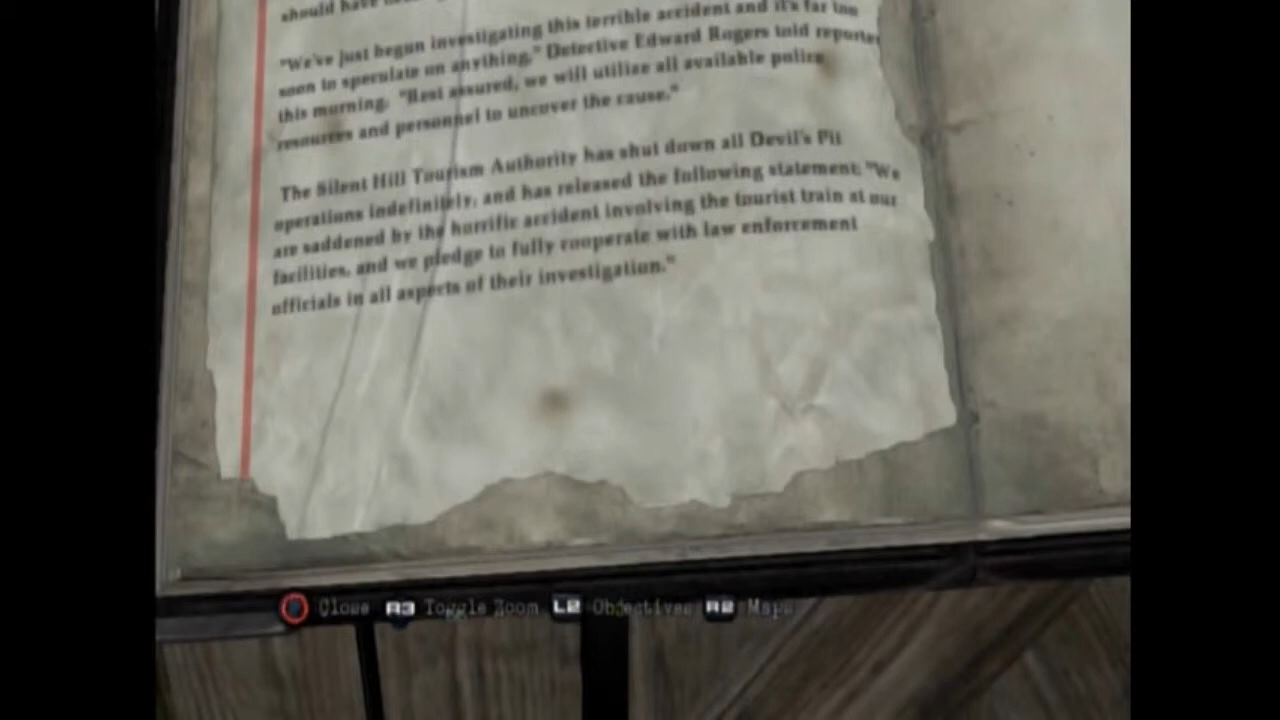 should have
"We've just begun investigating this terrible accident and it's far too
soon to speculate on anything," Detective Edward Rogers told reporters
this morning. "Rest assured, we will utilize all available police
resources and personnel to uncover the cause."
The Silent Hill Tourism Authority has shut down all Devil's Pit
operations indefinitely, and has released the following statement: "We
are saddened by the horrific accident involving the tourist train at our
facilities, and we pledge to fully cooperate with law enforcement
officials in all aspects of their investigation."
Close R3 Toggle Zoom L2 Objectives R2 Maps